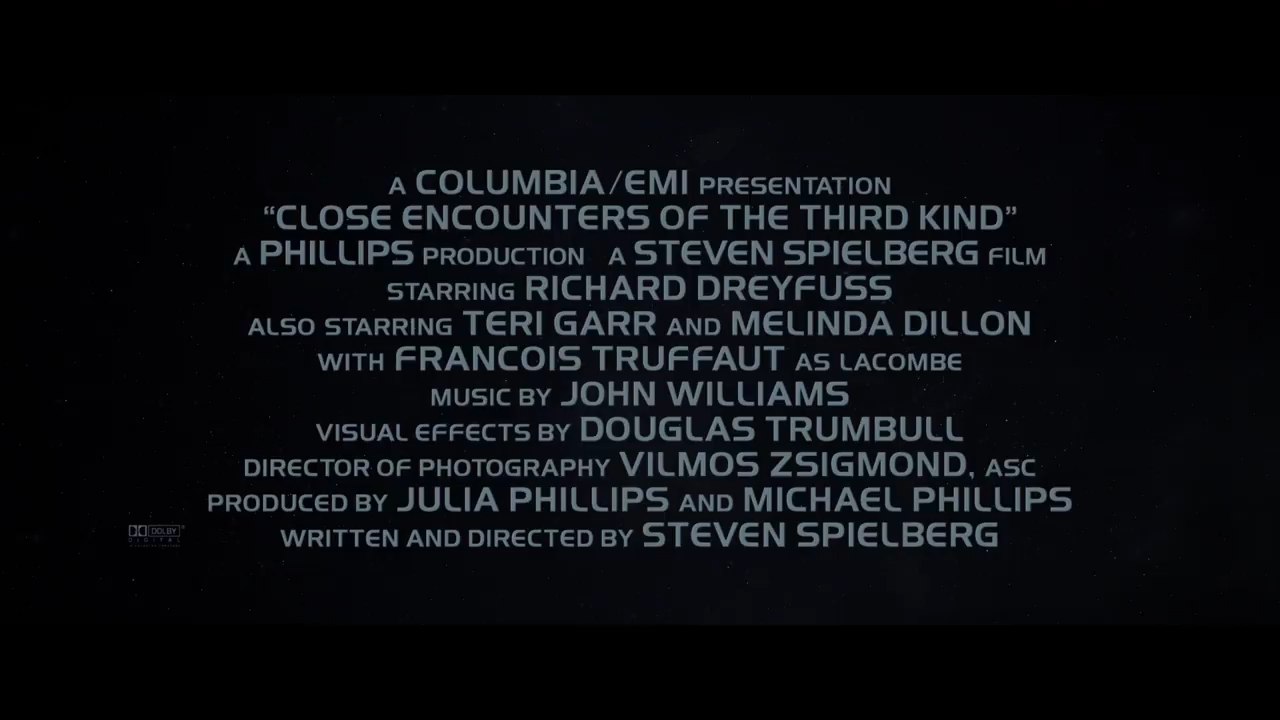 A COLUMBIA/EMI PRESENTATION
“CLOSE ENCOUNTERS OF THE THIRD KIND”
A PHILLIPS PRODUCTION A STEVEN SPIELBERG FILM
STARRING RICHARD DREYFUSS
ALSO STARRING TERI GARR AND MELINDA DILLON
WITH FRANCOIS TRUFFAUT AS LACOMBE
MUSIC BY JOHN WILLIAMS
VISUAL EFFECTS BY DOUGLAS TRUMBULL
DIRECTOR OF PHOTOGRAPHY VILMOS ZSIGMOND, ASC
PRODUCED BY JULIA PHILLIPS AND MICHAEL PHILLIPS
WRITTEN AND DIRECTED BY STEVEN SPIELBERG
DOLBY
DIGITAL